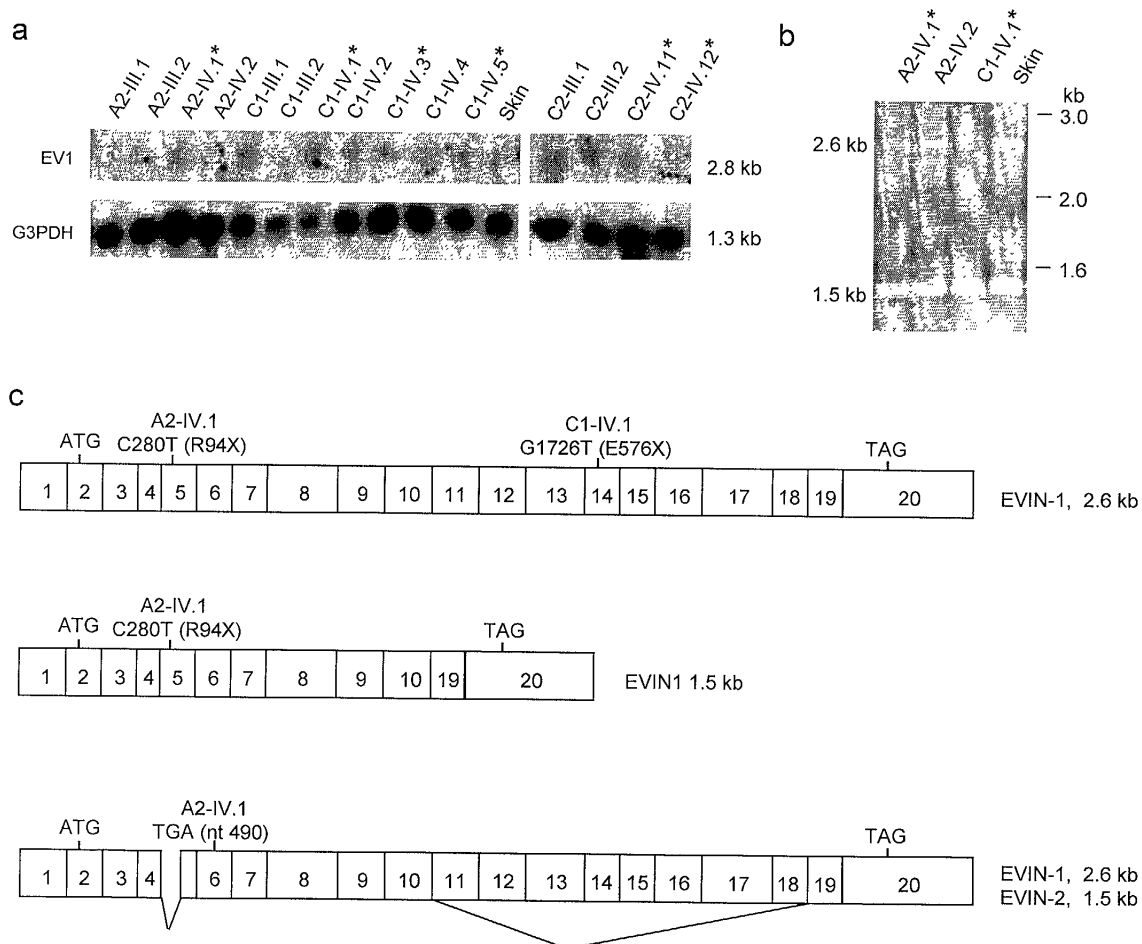 a
A2-III.1 A2-III.2 A2-IV.1* A2-IV.2 C1-III.1 C1-III.2 C1-IV.1* C1-IV.2 C1-IV.3* C1-IV.4 C1-IV.5* Skin C2-III.1 C2-III.2 C2-IV.11* C2-IV.12*
EV1 2.8 kb
G3PDH 1.3 kb
b
A2-IV.1* A2-IV.2 C1-IV.1* Skin
kb
3.0
2.6 kb
2.0
1.6
1.5 kb
c
A2-IV.1 C1-IV.1
ATG C280T (R94X) G1726T (E576X) TAG
1 2 3 4 5 6 7 8 9 10 11 12 13 14 15 16 17 18 19 20 EVIN-1, 2.6 kb
A2-IV.1
ATG C280T (R94X) TAG
1 2 3 4 5 6 7 8 9 10 19 20 EVIN1 1.5 kb
A2-IV.1
ATG TGA (nt 490) TAG
1 2 3 4 6 7 8 9 10 11 12 13 14 15 16 17 18 19 20 EVIN-1, 2.6 kb
EVIN-2, 1.5 kb